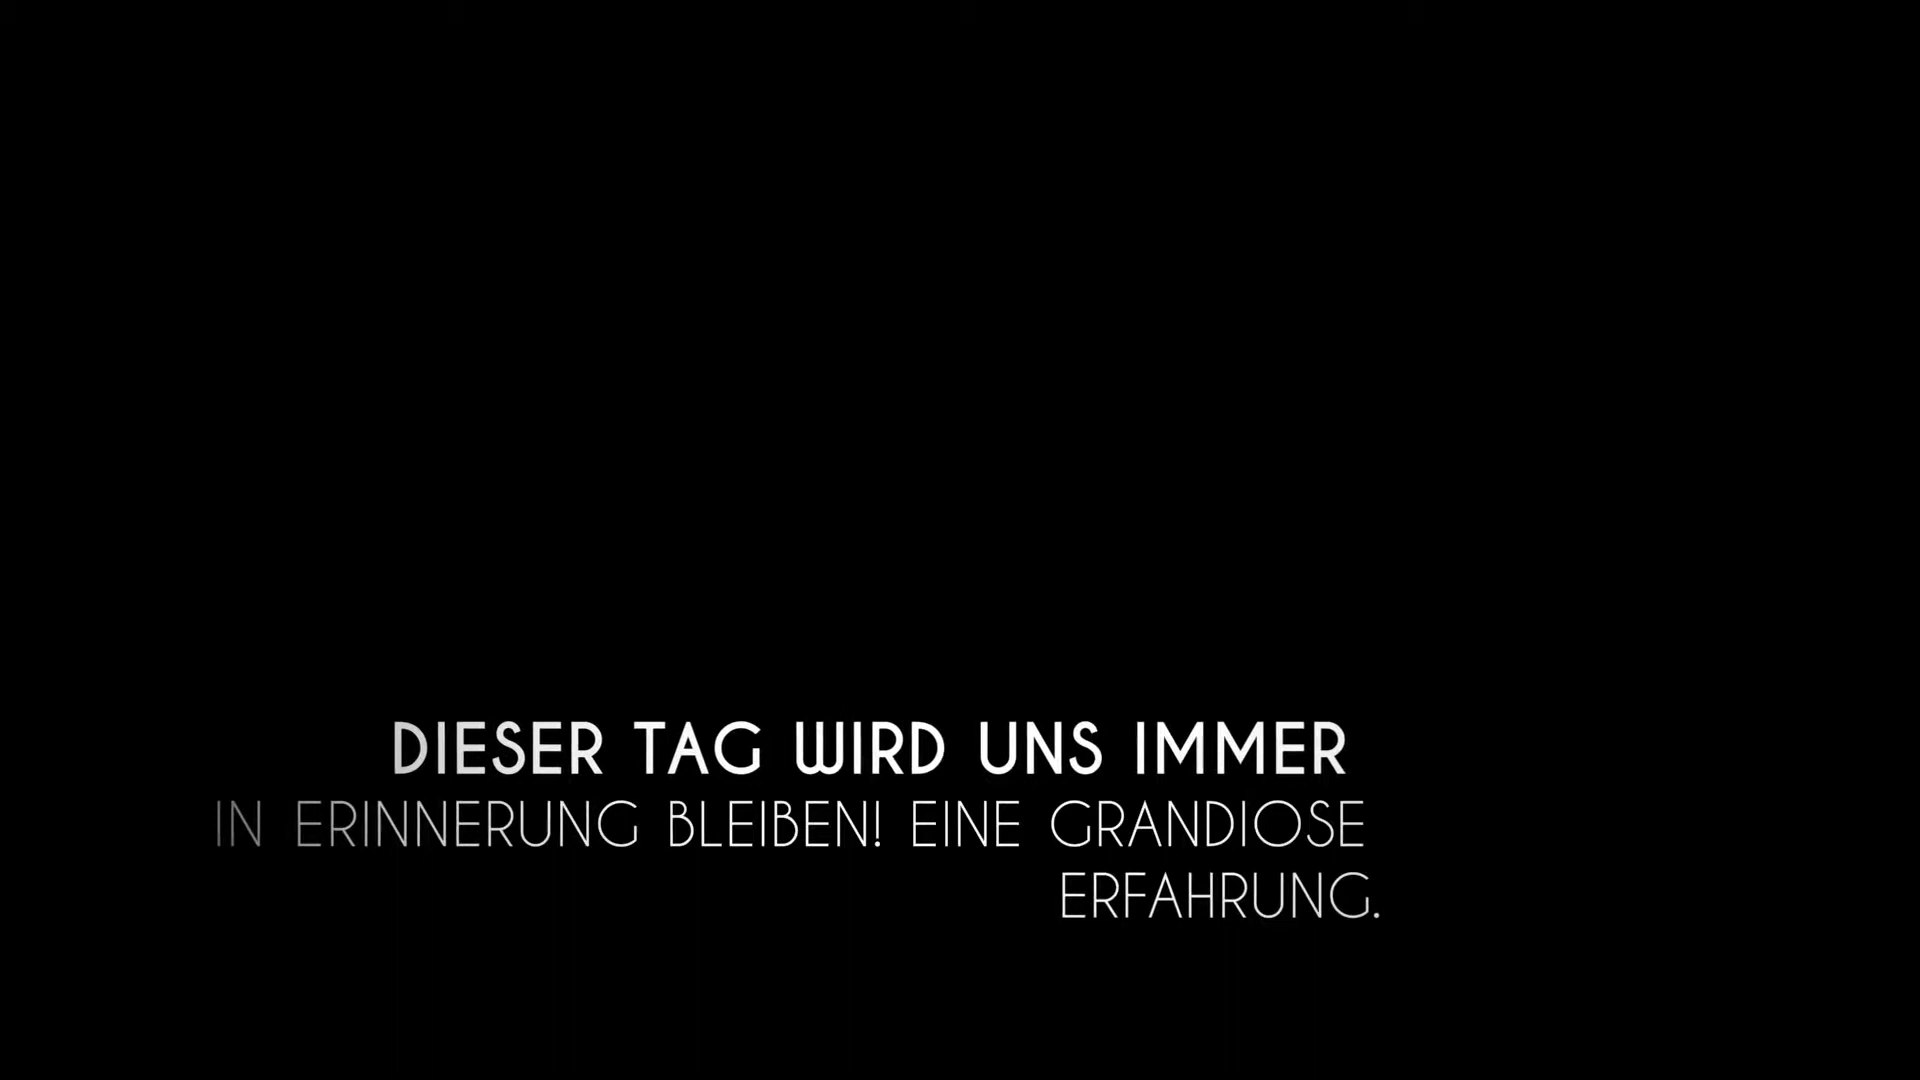 DIESER TAG WIRD UNS IMMER
IN ERINNERUNG BLEIBEN! EINE GRANDIOSE
ERFAHRUNG.